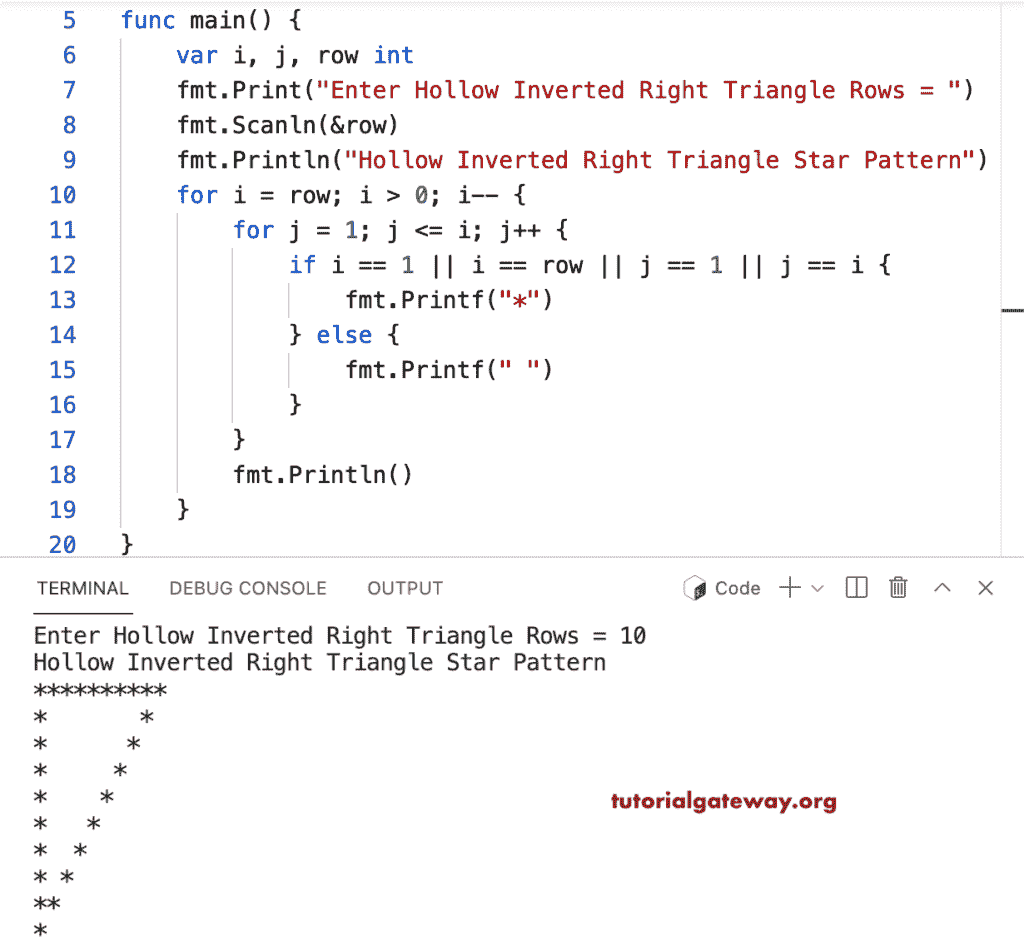 5 func main() {
6     var i, j, row int
7     fmt.Print("Enter Hollow Inverted Right Triangle Rows = ")
8     fmt.Scanln(&row)
9     fmt.Println("Hollow Inverted Right Triangle Star Pattern")
10     for i = row; i > 0; i-- {
11         for j = 1; j <= i; j++ {
12             if i == 1 || i == row || j == 1 || j == i {
13                 fmt.Printf("*")
14             } else {
15                 fmt.Printf(" ")
16             }
17         }
18         fmt.Println()
19     }
20 }
TERMINAL DEBUG CONSOLE OUTPUT Code
Enter Hollow Inverted Right Triangle Rows = 10
Hollow Inverted Right Triangle Star Pattern
**********
*       *
*      *
*     *
*    *
tutorialgateway.org
*   *
*  *
* *
**
*